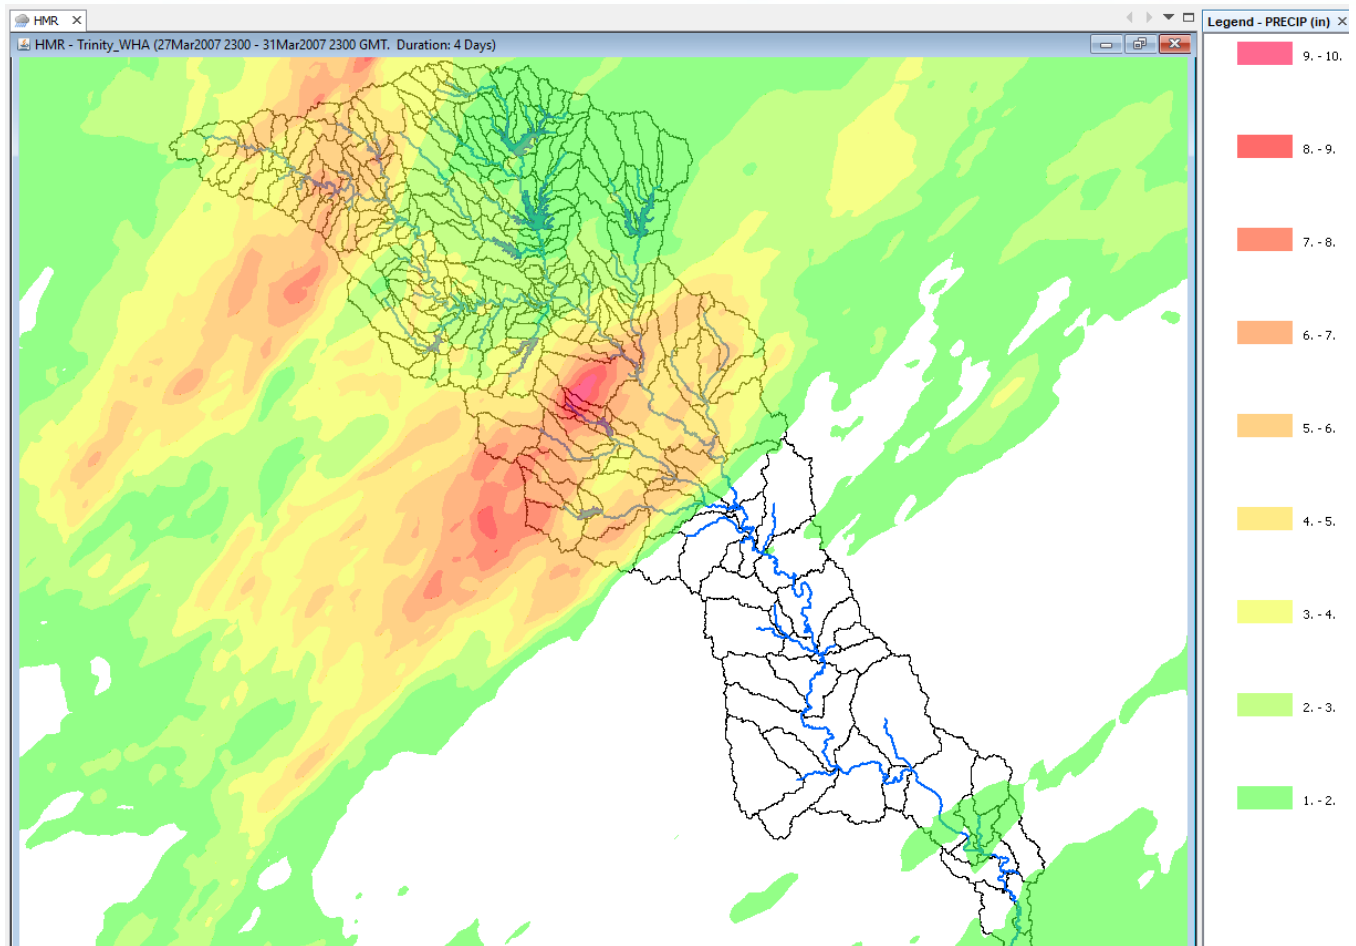 HMR
HMR - Trinity_WHA (27Mar2007 2300 - 31Mar2007 2300 GMT.  Duration: 4 Days)
Legend - PRECIP (in)
9. - 10.
8. - 9.
7. - 8.
6. - 7.
5. - 6.
4. - 5.
3. - 4.
2. - 3.
1. - 2.